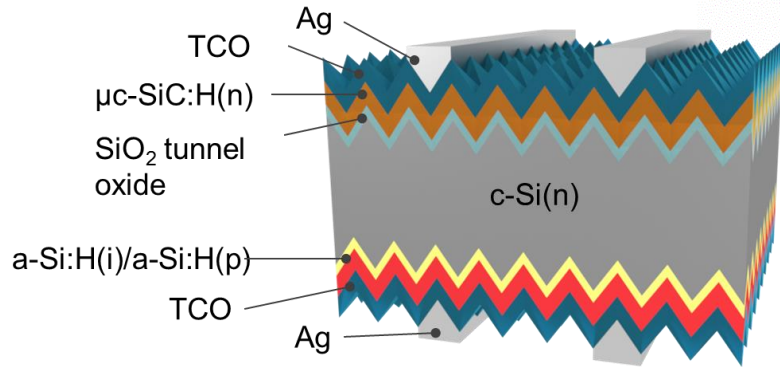 Ag
TCO
µc-SiC:H(n)
SiO₂ tunnel
oxide
c-Si(n)
a-Si:H(i)/a-Si:H(p)
TCO
Ag